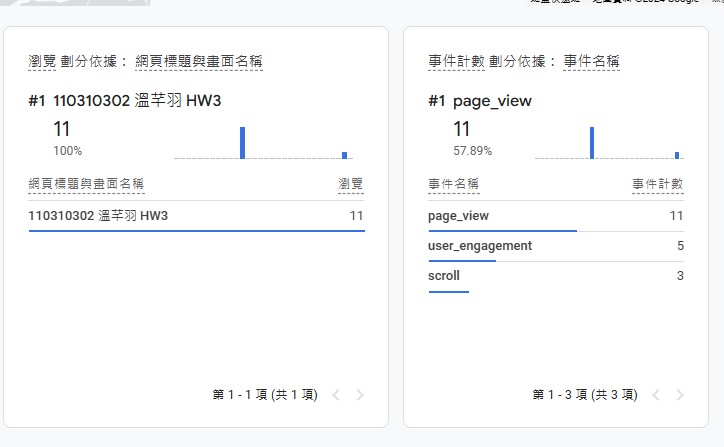 ©2024 Google
瀏覽 劃分依據： 網頁標題與畫面名稱
#1 110310302 溫芊羽 HW3
11
100%
網頁標題與畫面名稱 瀏覽
110310302 溫芊羽 HW3 11
第 1 - 1 項 (共 1 項)
事件計數 劃分依據： 事件名稱
#1 page_view
11
57.89%
事件名稱 事件計數
page_view 11
user_engagement 5
scroll 3
第 1 - 3 項 (共 3 項)